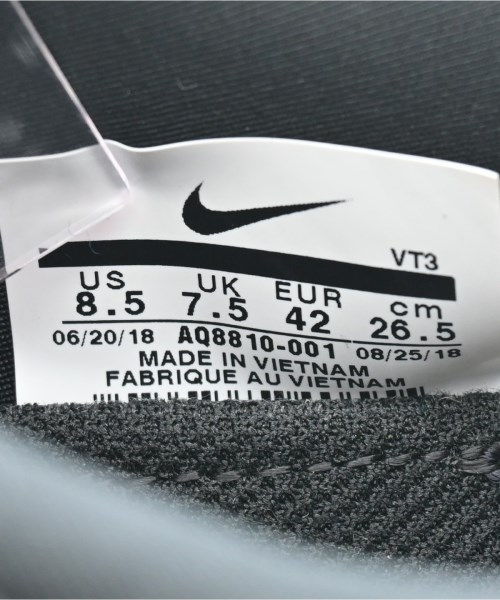 VT3
US UK EUR cm
8.5 7.5 42 26.5
06/20/18 AQ8810-001 08/25/18
MADE IN VIETNAM
FABRIQUE AU VIETNAM